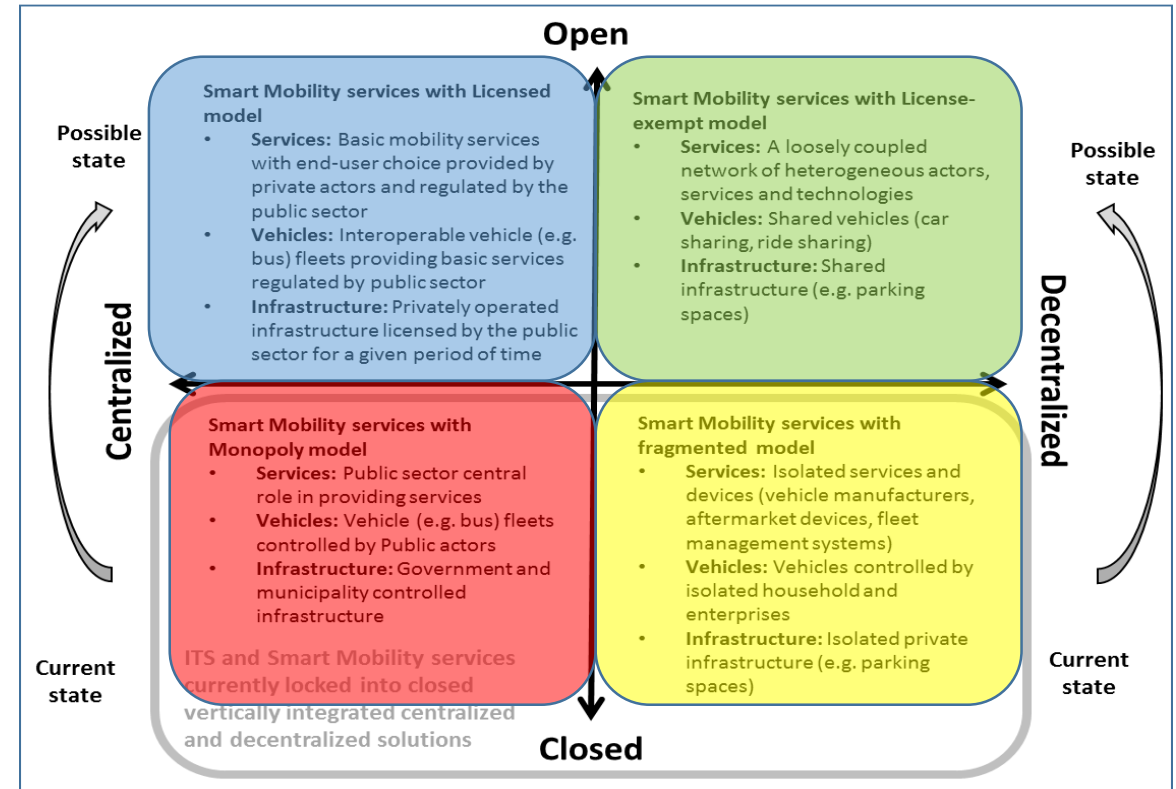 Open
Possible
state
Smart Mobility services with Licensed
model
• Services: Basic mobility services
with end-user choice provided by
private actors and regulated by the
public sector
• Vehicles: Interoperable vehicle (e.g.
bus) fleets providing basic services
regulated by public sector
• Infrastructure: Privately operated
infrastructure licensed by the public
sector for a given period of time
Smart Mobility services with License-
exempt model
• Services: A loosely coupled
network of heterogeneous actors,
services and technologies
• Vehicles: Shared vehicles (car
sharing, ride sharing)
• Infrastructure: Shared
infrastructure (e.g. parking
spaces)
Possible
state
Centralized
Decentralized
Smart Mobility services with
Monopoly model
• Services: Public sector central
role in providing services
• Vehicles: Vehicle (e.g. bus) fleets
controlled by Public actors
• Infrastructure: Government and
municipality controlled
infrastructure
Smart Mobility services with
fragmented model
• Services: Isolated services and
devices (vehicle manufacturers,
aftermarket devices, fleet
management systems)
• Vehicles: Vehicles controlled by
isolated household and
enterprises
• Infrastructure: Isolated private
infrastructure (e.g. parking
spaces)
Current
state
Current
state
ITS and Smart Mobility services
currently locked into closed
vertically integrated centralized
and decentralized solutions
Closed